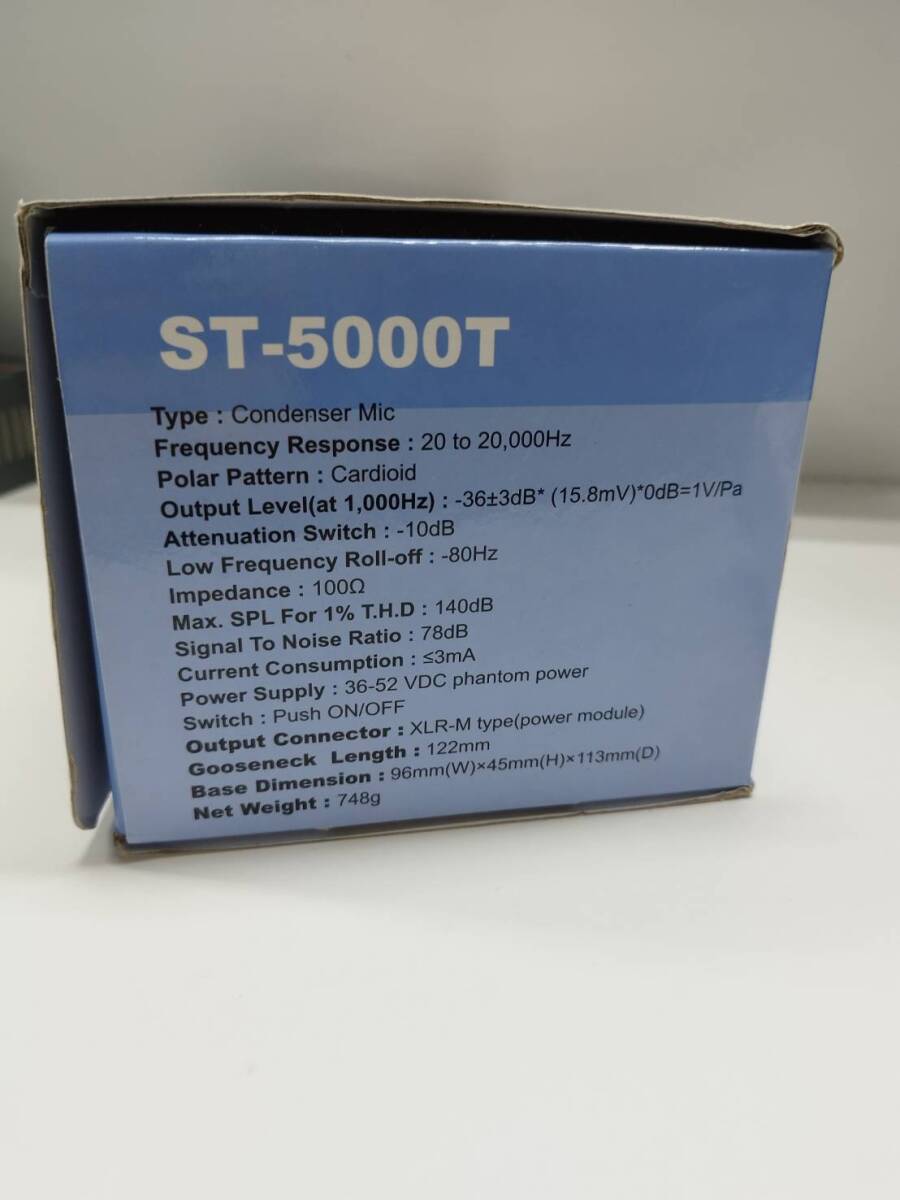 ST-5000T
Type : Condenser Mic
Frequency Response : 20 to 20,000Hz
Polar Pattern : Cardioid
Output Level(at 1,000Hz) : -36±3dB* (15.8mV)*0dB=1V/Pa
Attenuation Switch : -10dB
Low Frequency Roll-off : -80Hz
Impedance : 100Ω
Max. SPL For 1% T.H.D : 140dB
Signal To Noise Ratio : 78dB
Current Consumption : ≤3mA
Power Supply : 36-52 VDC phantom power
Switch : Push ON/OFF
Output Connector : XLR-M type(power module)
Gooseneck Length : 122mm
Base Dimension : 96mm(W)×45mm(H)×113mm(D)
Net Weight : 748g